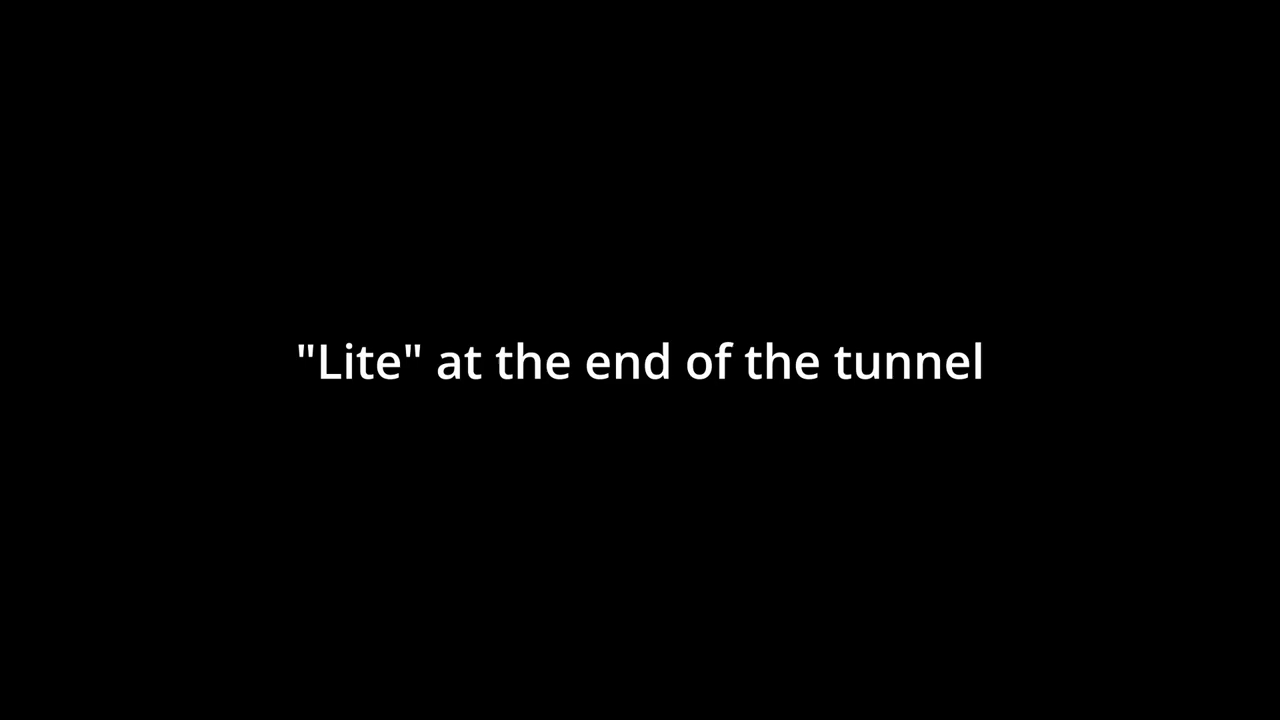 "Lite" at the end of the tunnel